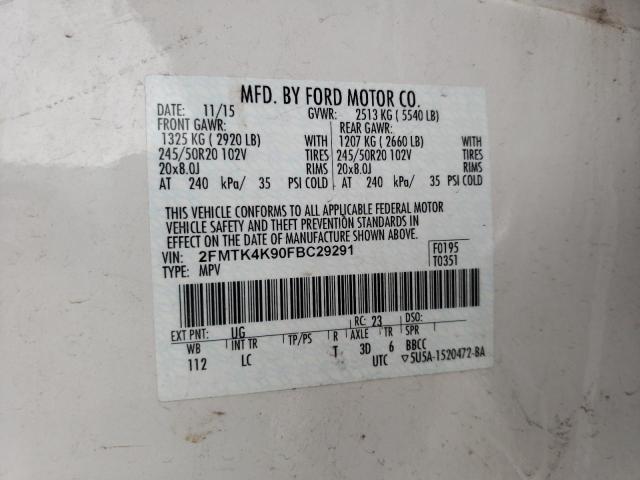 MFD. BY FORD MOTOR CO.
DATE: 11/15 GVWR: 2513 KG ( 5540 LB)
FRONT GAWR: REAR GAWR:
1325 KG ( 2920 LB) WITH 1207 KG ( 2660 LB) WITH
245/50R20 102V TIRES 245/50R20 102V TIRES
20x8.0J RIMS 20x8.0J RIMS
AT 240 kPa/ 35 PSI COLD AT 240 kPa/ 35 PSI COLD
THIS VEHICLE CONFORMS TO ALL APPLICABLE FEDERAL MOTOR
VEHICLE SAFETY AND THEFT PREVENTION STANDARDS IN
EFFECT ON THE DATE OF MANUFACTURE SHOWN ABOVE.
VIN: 2FMTK4K90FBC29291 F0195
TYPE: MPV T0351
EXT PNT: UG RC: 23 DSO:
WB INT TR TP/PS R AXLE TR SPR
112 LC T 3D 6 BBCC
UTC ▽5U5A-1520472-BA